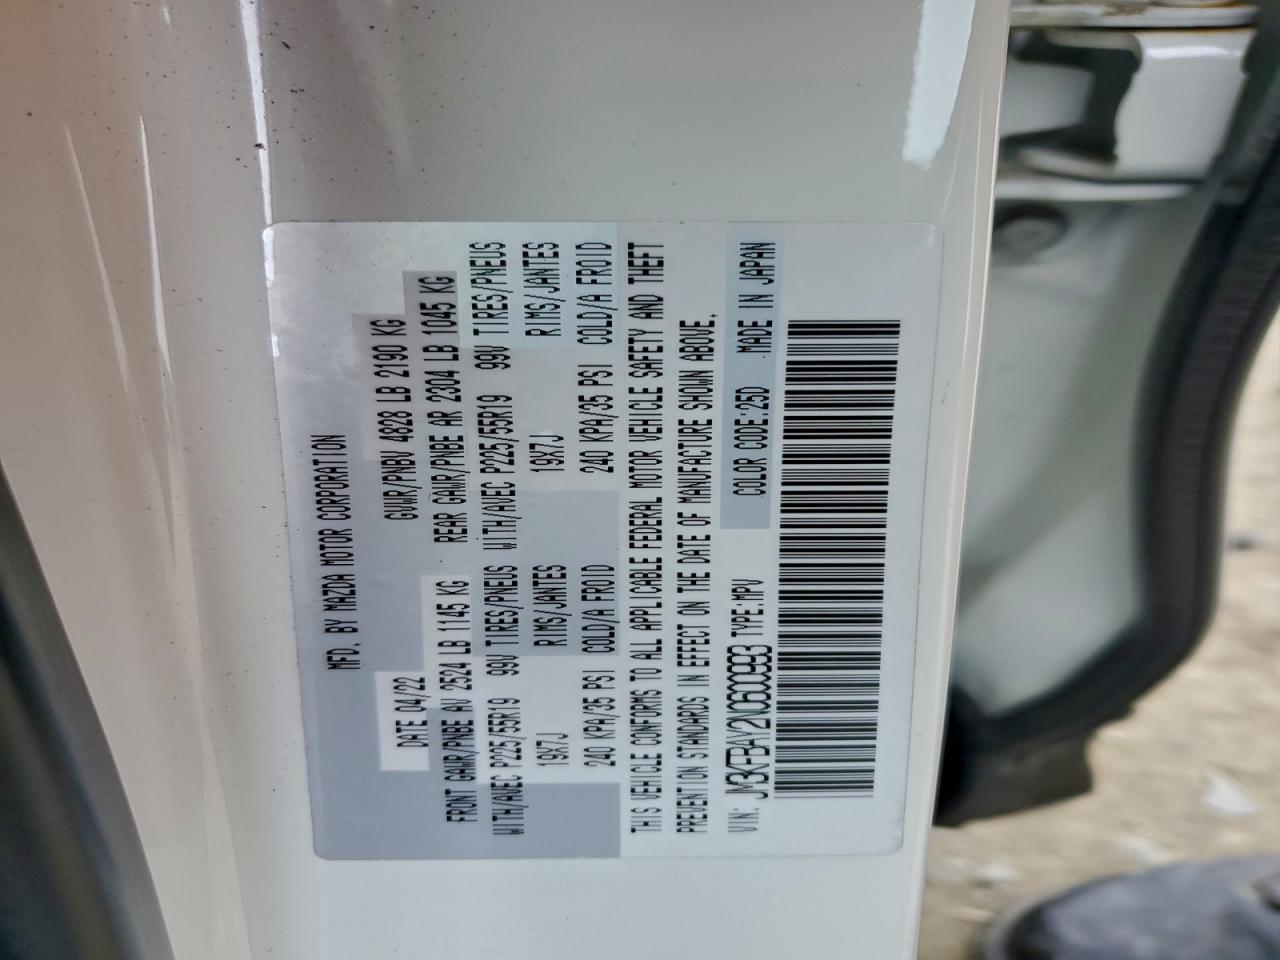 MFD. BY MAZDA MOTOR CORPORATION
DATE 04/22 GVWR/PNBV 4828 LB 2190 KG
FRONT GAWR/PNBE AV 2524 LB 1145 KG REAR GAWR/PNBE AR 2304 LB 1045 KG
WITH/AVEC P225/55R19 99V TIRES/PNEUS WITH/AVEC P225/55R19 99V TIRES/PNEUS
19X7J RIMS/JANTES 19X7J RIMS/JANTES
240 KPA/35 PSI COLD/A FROID 240 KPA/35 PSI COLD/A FROID
THIS VEHICLE CONFORMS TO ALL APPLICABLE FEDERAL MOTOR VEHICLE SAFETY AND THEFT
PREVENTION STANDARDS IN EFFECT ON THE DATE OF MANUFACTURE SHOWN ABOVE.
VIN: JM3KFBAY2N0600993 TYPE:MPV COLOR CODE:25D MADE IN JAPAN